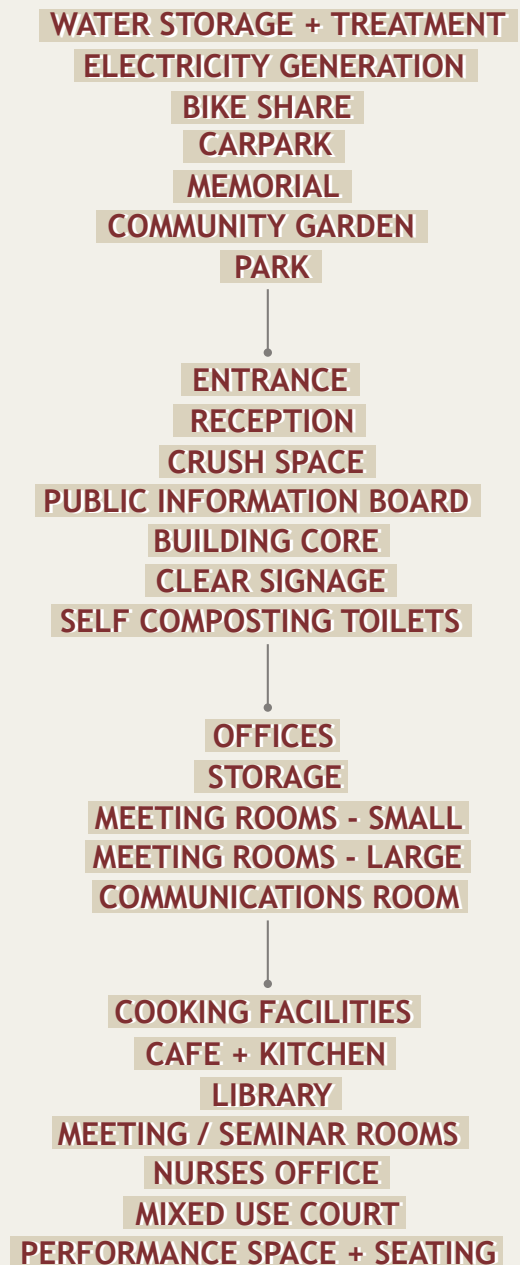 WATER STORAGE + TREATMENT
ELECTRICITY GENERATION
BIKE SHARE
CARPARK
MEMORIAL
COMMUNITY GARDEN
PARK
ENTRANCE
RECEPTION
CRUSH SPACE
PUBLIC INFORMATION BOARD
BUILDING CORE
CLEAR SIGNAGE
SELF COMPOSTING TOILETS
OFFICES
STORAGE
MEETING ROOMS - SMALL
MEETING ROOMS - LARGE
COMMUNICATIONS ROOM
COOKING FACILITIES
CAFE + KITCHEN
LIBRARY
MEETING / SEMINAR ROOMS
NURSES OFFICE
MIXED USE COURT
PERFORMANCE SPACE + SEATING